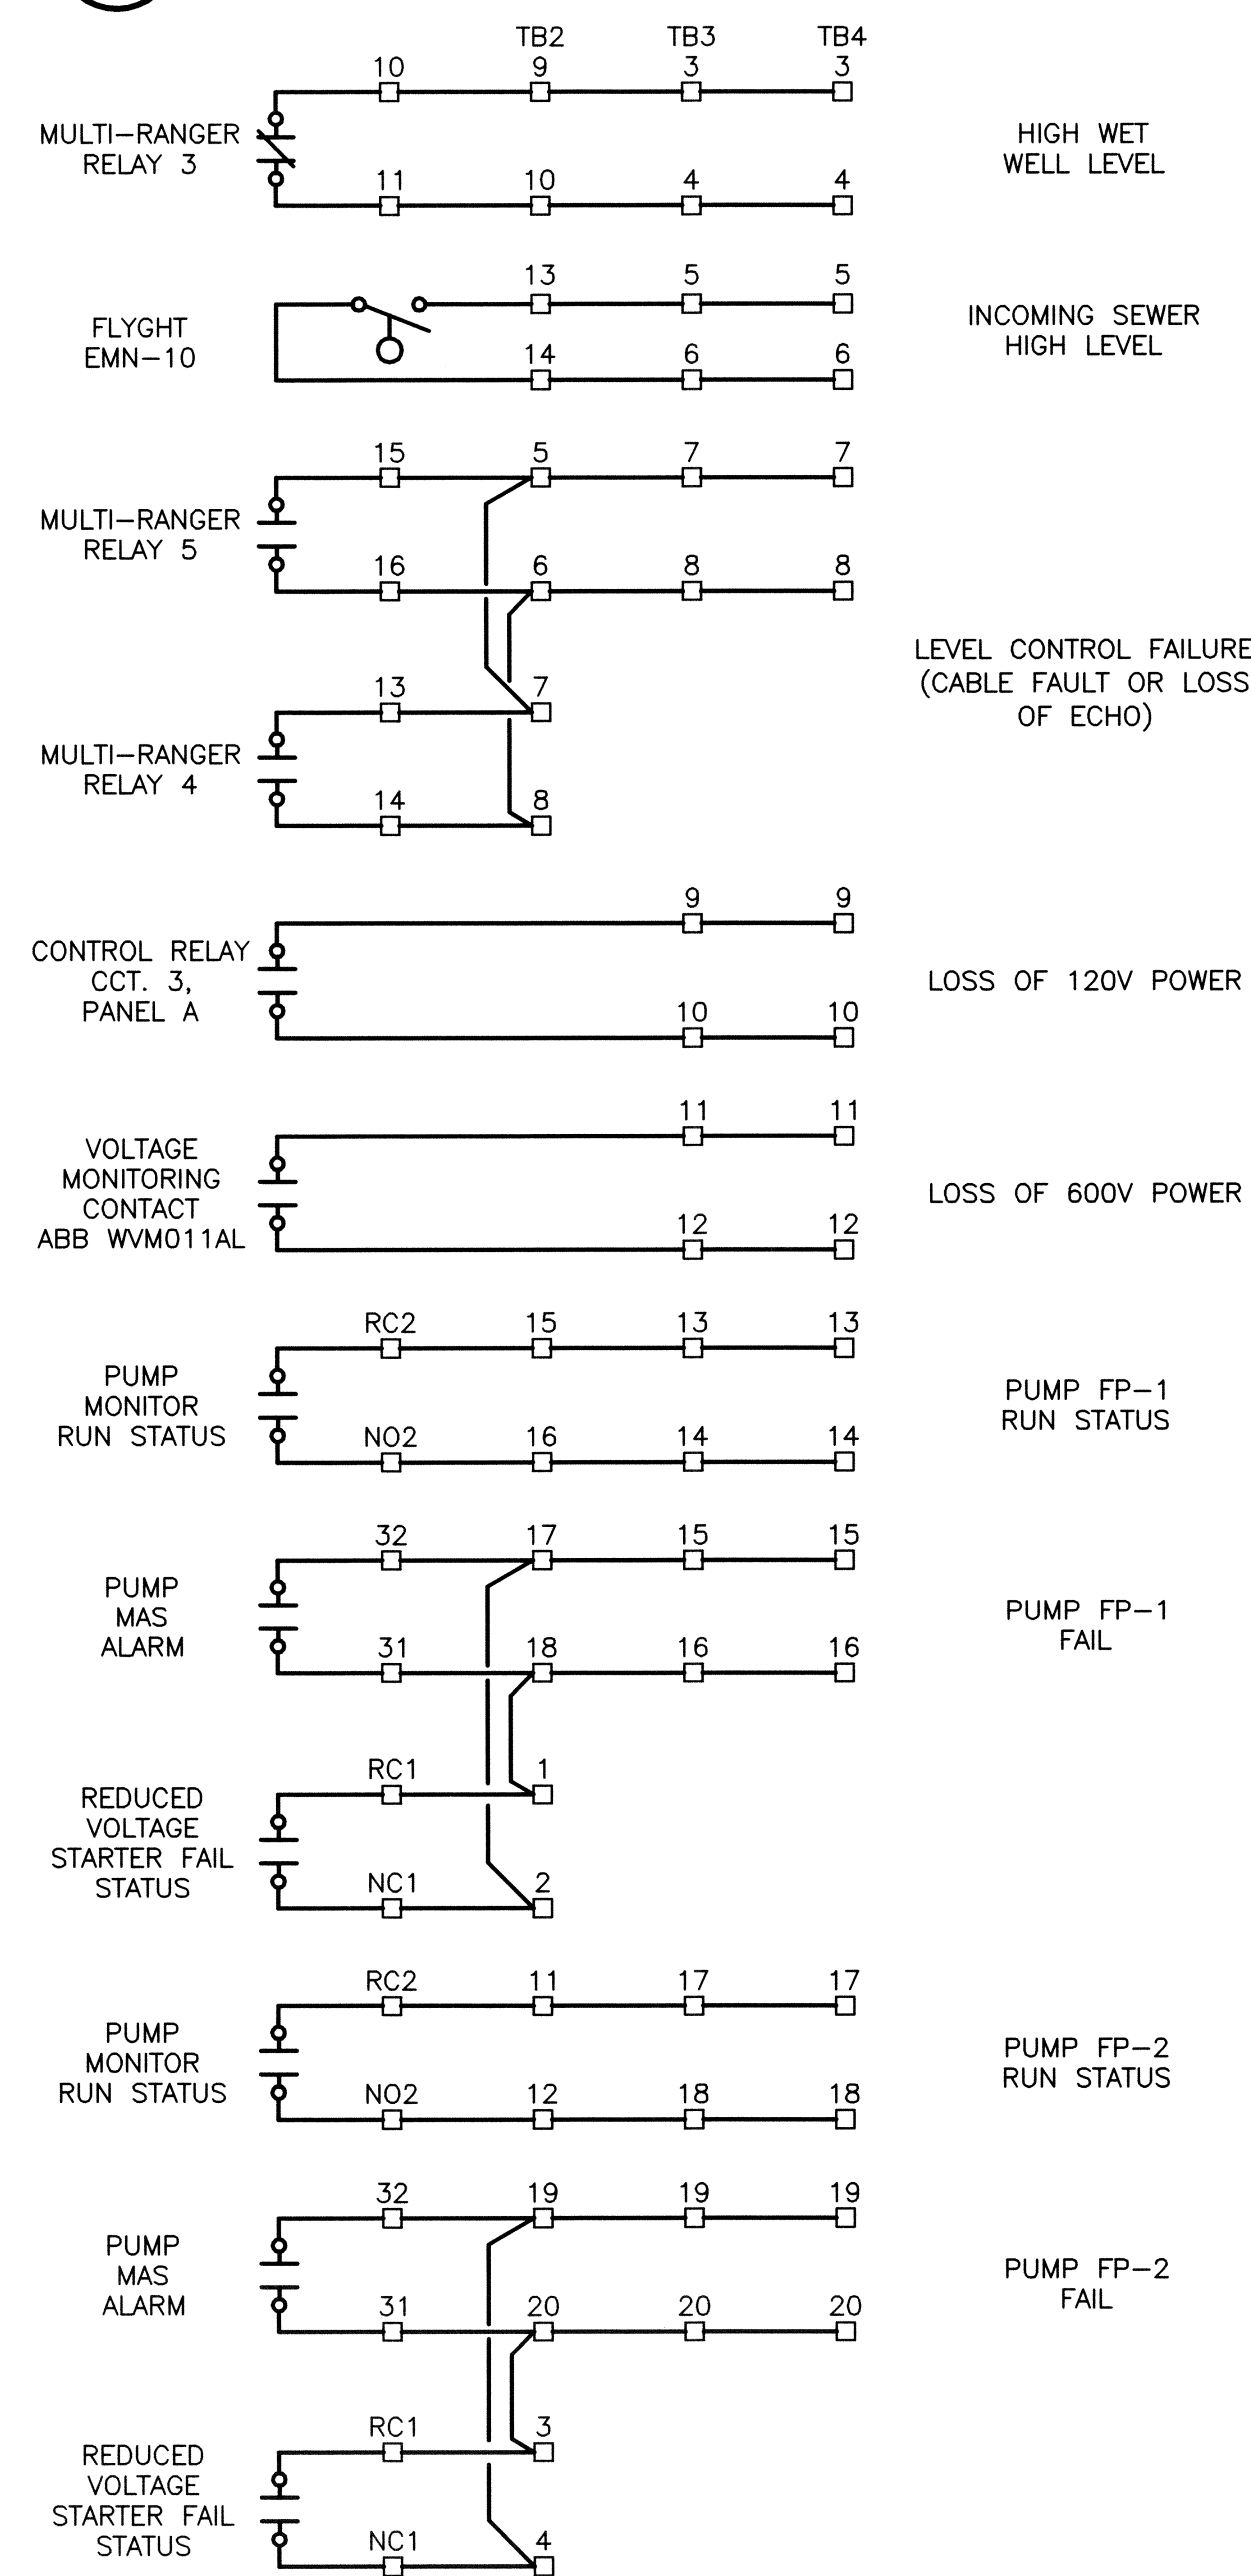 TB2 TB3 TB4
10 9 3 3
MULTI-RANGER
RELAY 3
HIGH WET
WELL LEVEL
11 10 4 4
13 5 5
FLYGHT
EMN-10
INCOMING SEWER
HIGH LEVEL
14 6 6
15 5 7 7
MULTI-RANGER
RELAY 5
16 6 8 8
LEVEL CONTROL FAILURE
(CABLE FAULT OR LOSS
OF ECHO)
13 7
MULTI-RANGER
RELAY 4
14 8
9 9
CONTROL RELAY
CCT. 3,
PANEL A
LOSS OF 120V POWER
10 10
11 11
VOLTAGE
MONITORING
CONTACT
ABB WVM011AL
LOSS OF 600V POWER
12 12
RC2 15 13 13
PUMP
MONITOR
RUN STATUS
PUMP FP-1
RUN STATUS
NO2 16 14 14
32 17 15 15
PUMP
MAS
ALARM
PUMP FP-1
FAIL
31 18 16 16
RC1 1
REDUCED
VOLTAGE
STARTER FAIL
STATUS
NC1 2
RC2 11 17 17
PUMP
MONITOR
RUN STATUS
PUMP FP-2
RUN STATUS
NO2 12 18 18
32 19 19 19
PUMP
MAS
ALARM
PUMP FP-2
FAIL
31 20 20 20
RC1 3
REDUCED
VOLTAGE
STARTER FAIL
STATUS
NC1 4